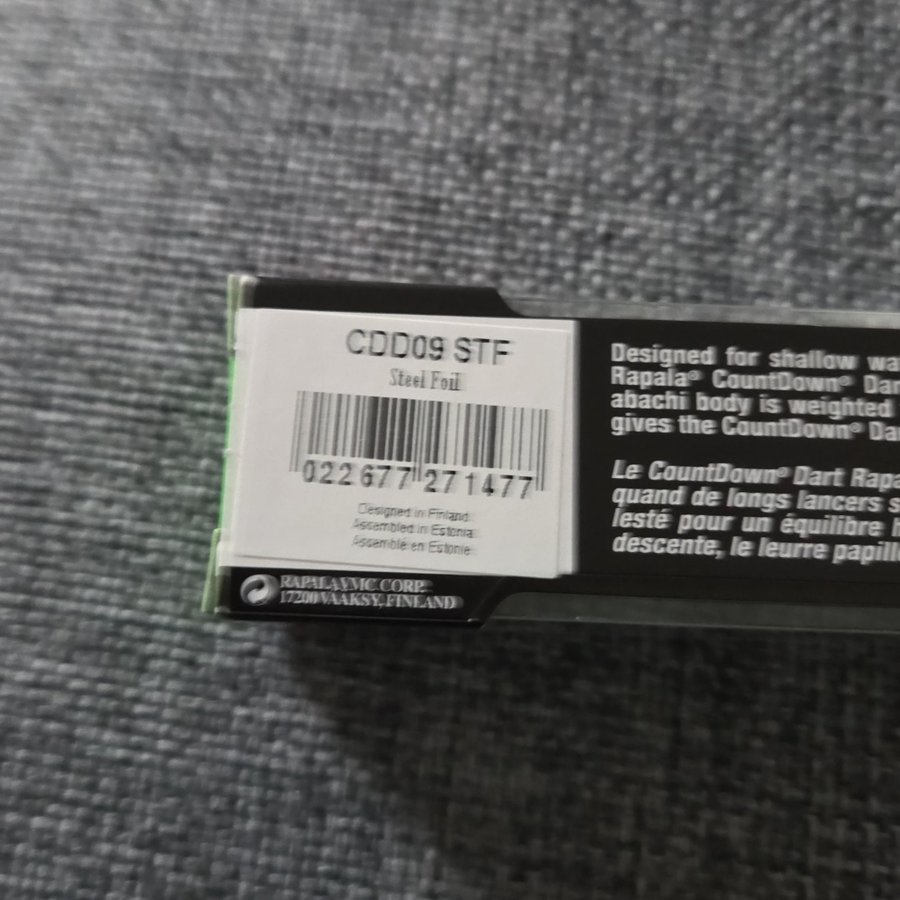 CDD09 STF
Steel Foil
022677 271477
Designed in Finland
Assembled in Estonia
Assemblé en Estonie
RAPALA VMC CORP.
17200 VÄÄKSY, FINLAND
Designed for shallow wa
Rapala® CountDown® Dar
abachi body is weighted
gives the CountDown® Da
Le CountDown® Dart Rapa
quand de longs lancers s
lesté pour un équilibre h
descente, le leurre papill